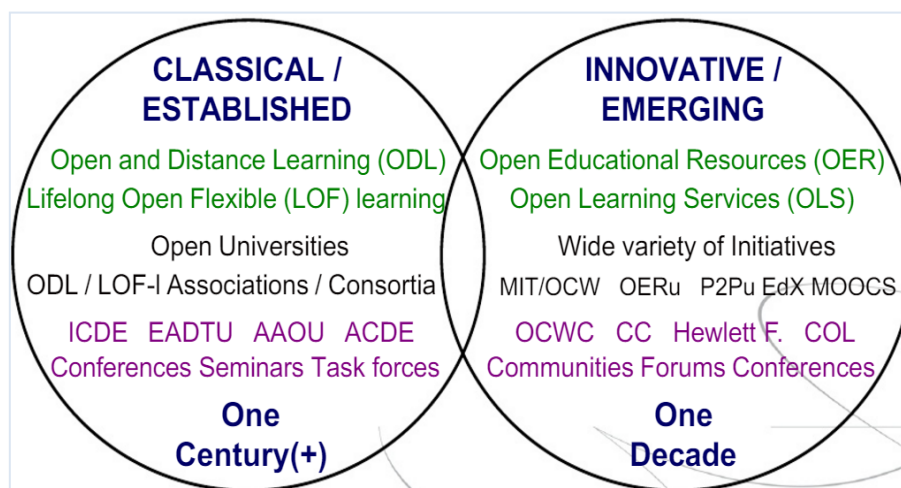 CLASSICAL /
ESTABLISHED
Open and Distance Learning (ODL)
Lifelong Open Flexible (LOF) learning
Open Universities
ODL / LOF-l Associations / Consortia
ICDE EADTU AAOU ACDE
Conferences Seminars Task forces
One
Century(+)
INNOVATIVE /
EMERGING
Open Educational Resources (OER)
Open Learning Services (OLS)
Wide variety of Initiatives
MIT/OCW OERu P2Pu EdX MOOCS
OCWC CC Hewlett F. COL
Communities Forums Conferences
One
Decade